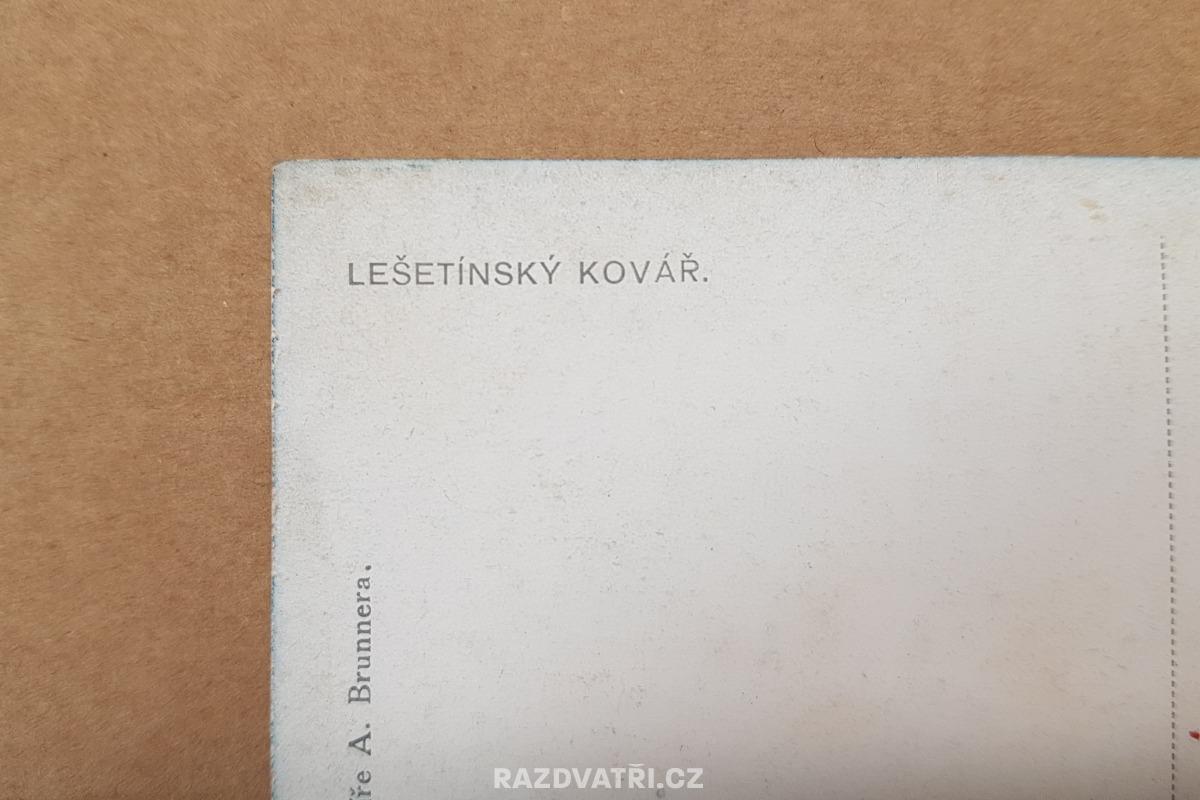 LEŠETÍNSKÝ KOVÁŘ.
A. Brunnera.
RAZDVATŘI.CZ